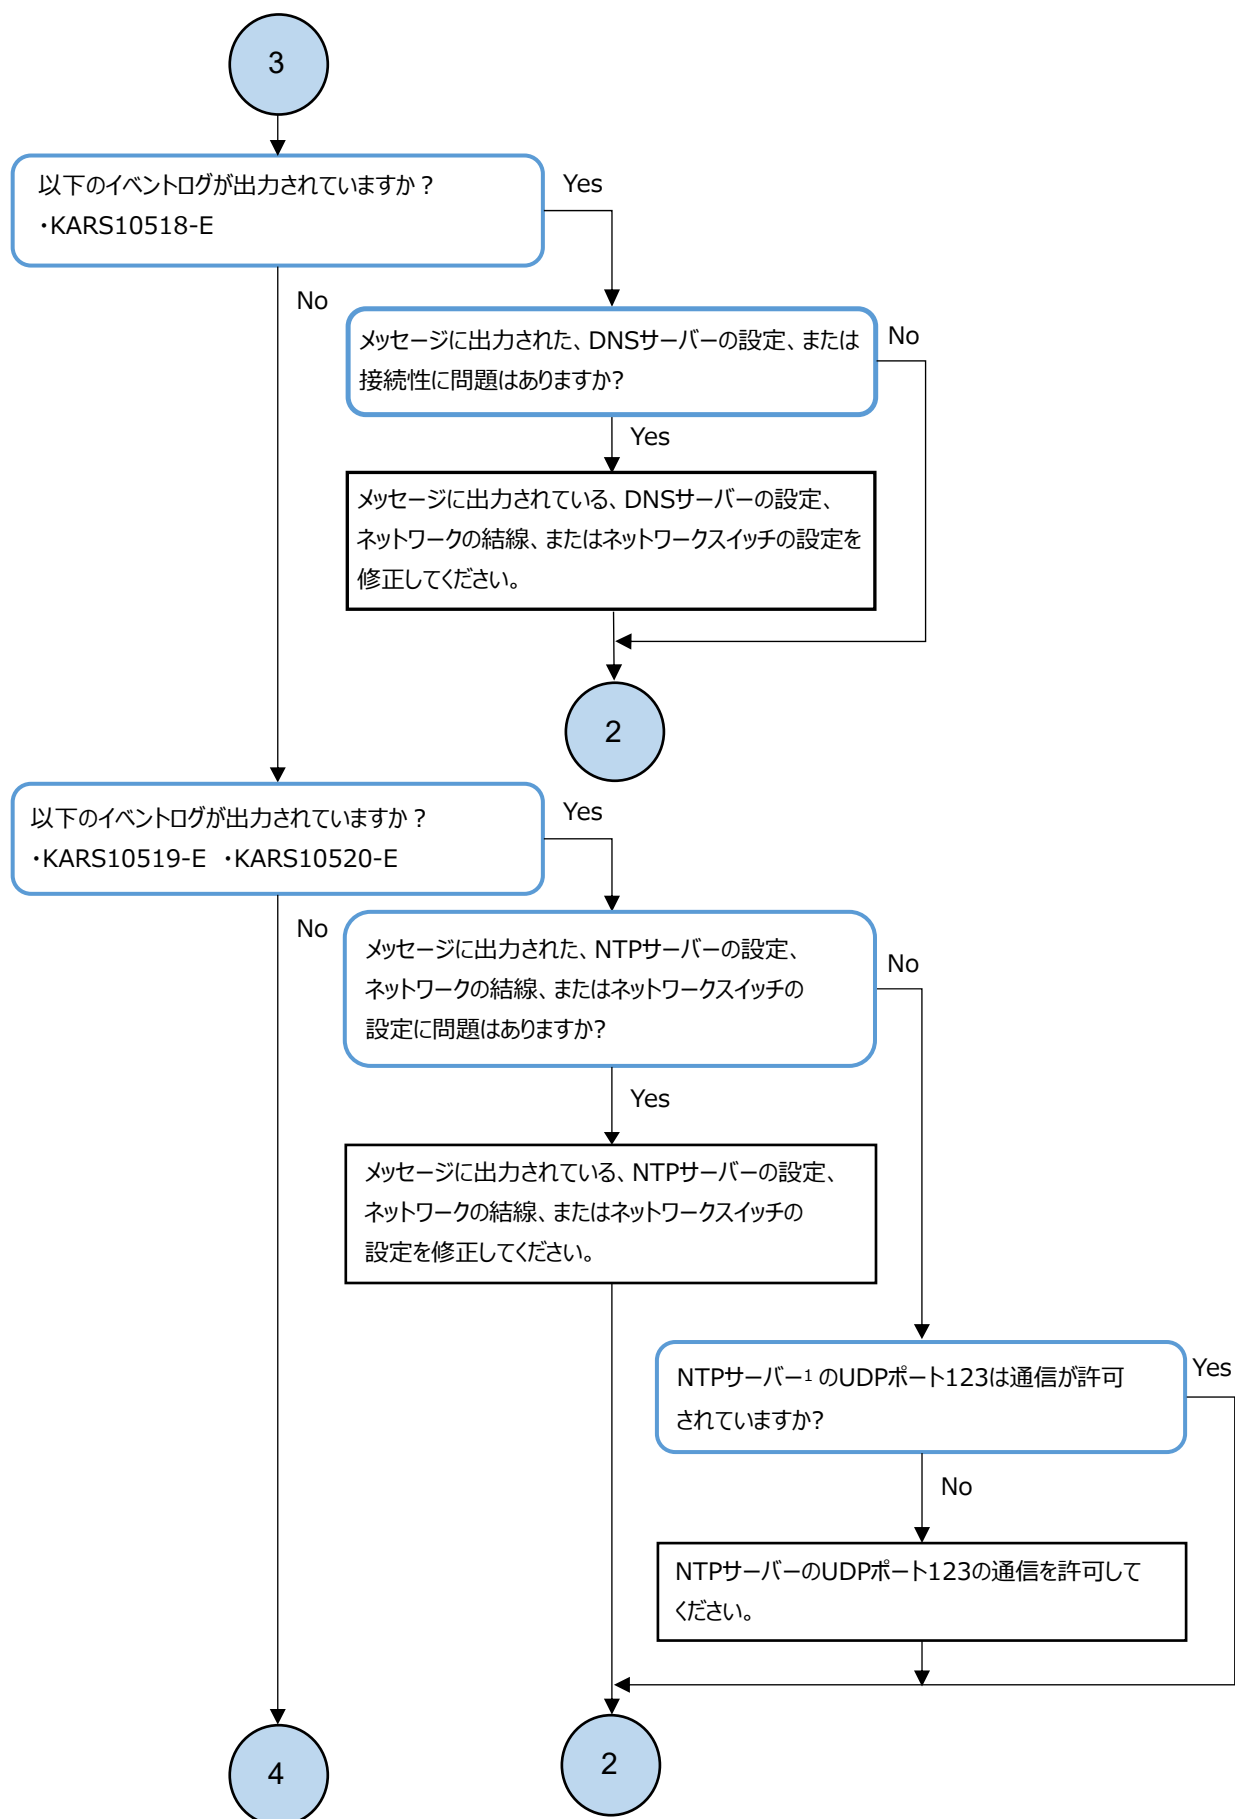 3
以下のイベントログが出力されていますか？
・KARS10518-E
Yes
No
メッセージに出力された、DNSサーバーの設定、または
接続性に問題はありますか?
No
Yes
メッセージに出力されている、DNSサーバーの設定、
ネットワークの結線、またはネットワークスイッチの設定を
修正してください。
2
以下のイベントログが出力されていますか？
・KARS10519-E ・KARS10520-E
Yes
No
メッセージに出力された、NTPサーバーの設定、
ネットワークの結線、またはネットワークスイッチの
設定に問題はありますか?
No
Yes
メッセージに出力されている、NTPサーバーの設定、
ネットワークの結線、またはネットワークスイッチの
設定を修正してください。
NTPサーバー1 のUDPポート123は通信が許可
されていますか?
Yes
No
NTPサーバーのUDPポート123の通信を許可して
ください。
4
2